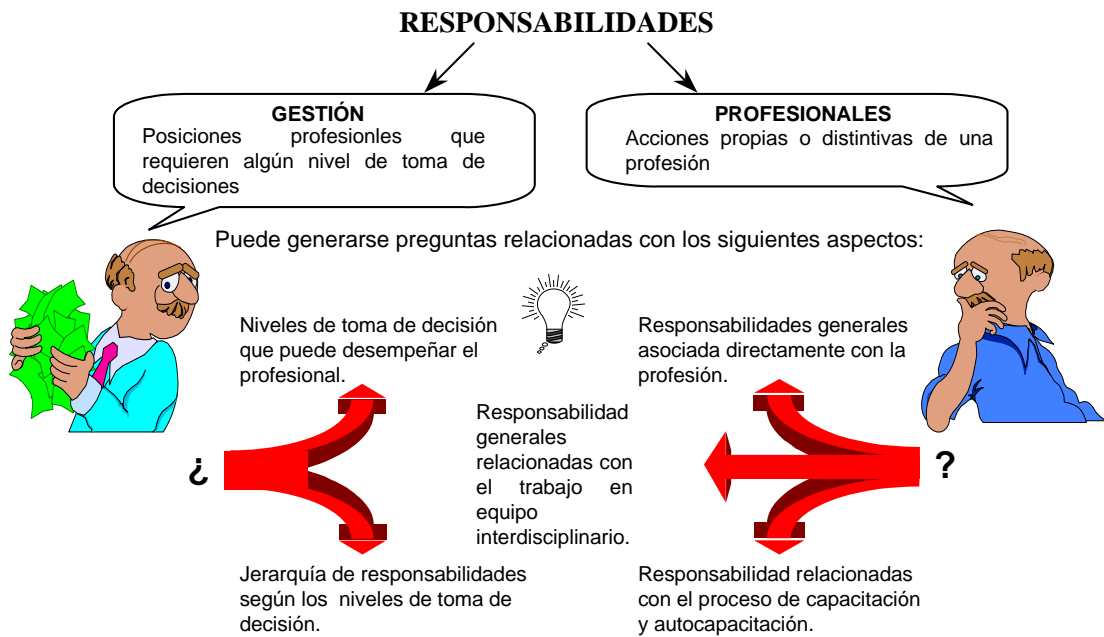 RESPONSABILIDADES
GESTIÓN
Posiciones profesionles que
requieren algún nivel de toma de
decisiones
PROFESIONALES
Acciones propias o distintivas de una
profesión
Puede generarse preguntas relacionadas con los siguientes aspectos:
Niveles de toma de decisión
que puede desempeñar el
profesional.
Responsabilidades generales
asociada directamente con la
profesión.
Responsabilidad
generales
relacionadas con
el trabajo en
equipo
interdisciplinario.
¿
?
Jerarquía de responsabilidades
según los niveles de toma de
decisión.
Responsabilidad relacionadas
con el proceso de capacitación
y autocapacitación.